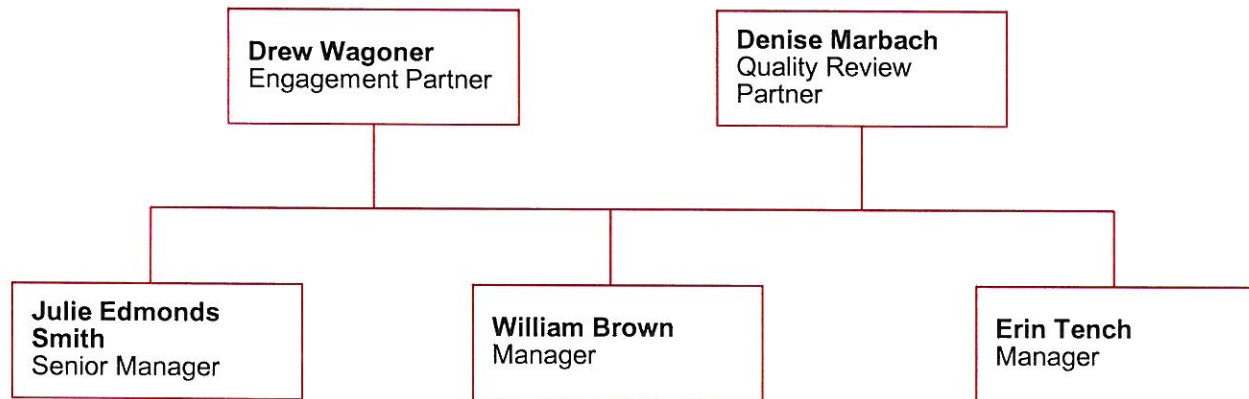 Drew Wagoner
Engagement Partner
Denise Marbach
Quality Review
Partner
Julie Edmonds
Smith
Senior Manager
William Brown
Manager
Erin Tench
Manager